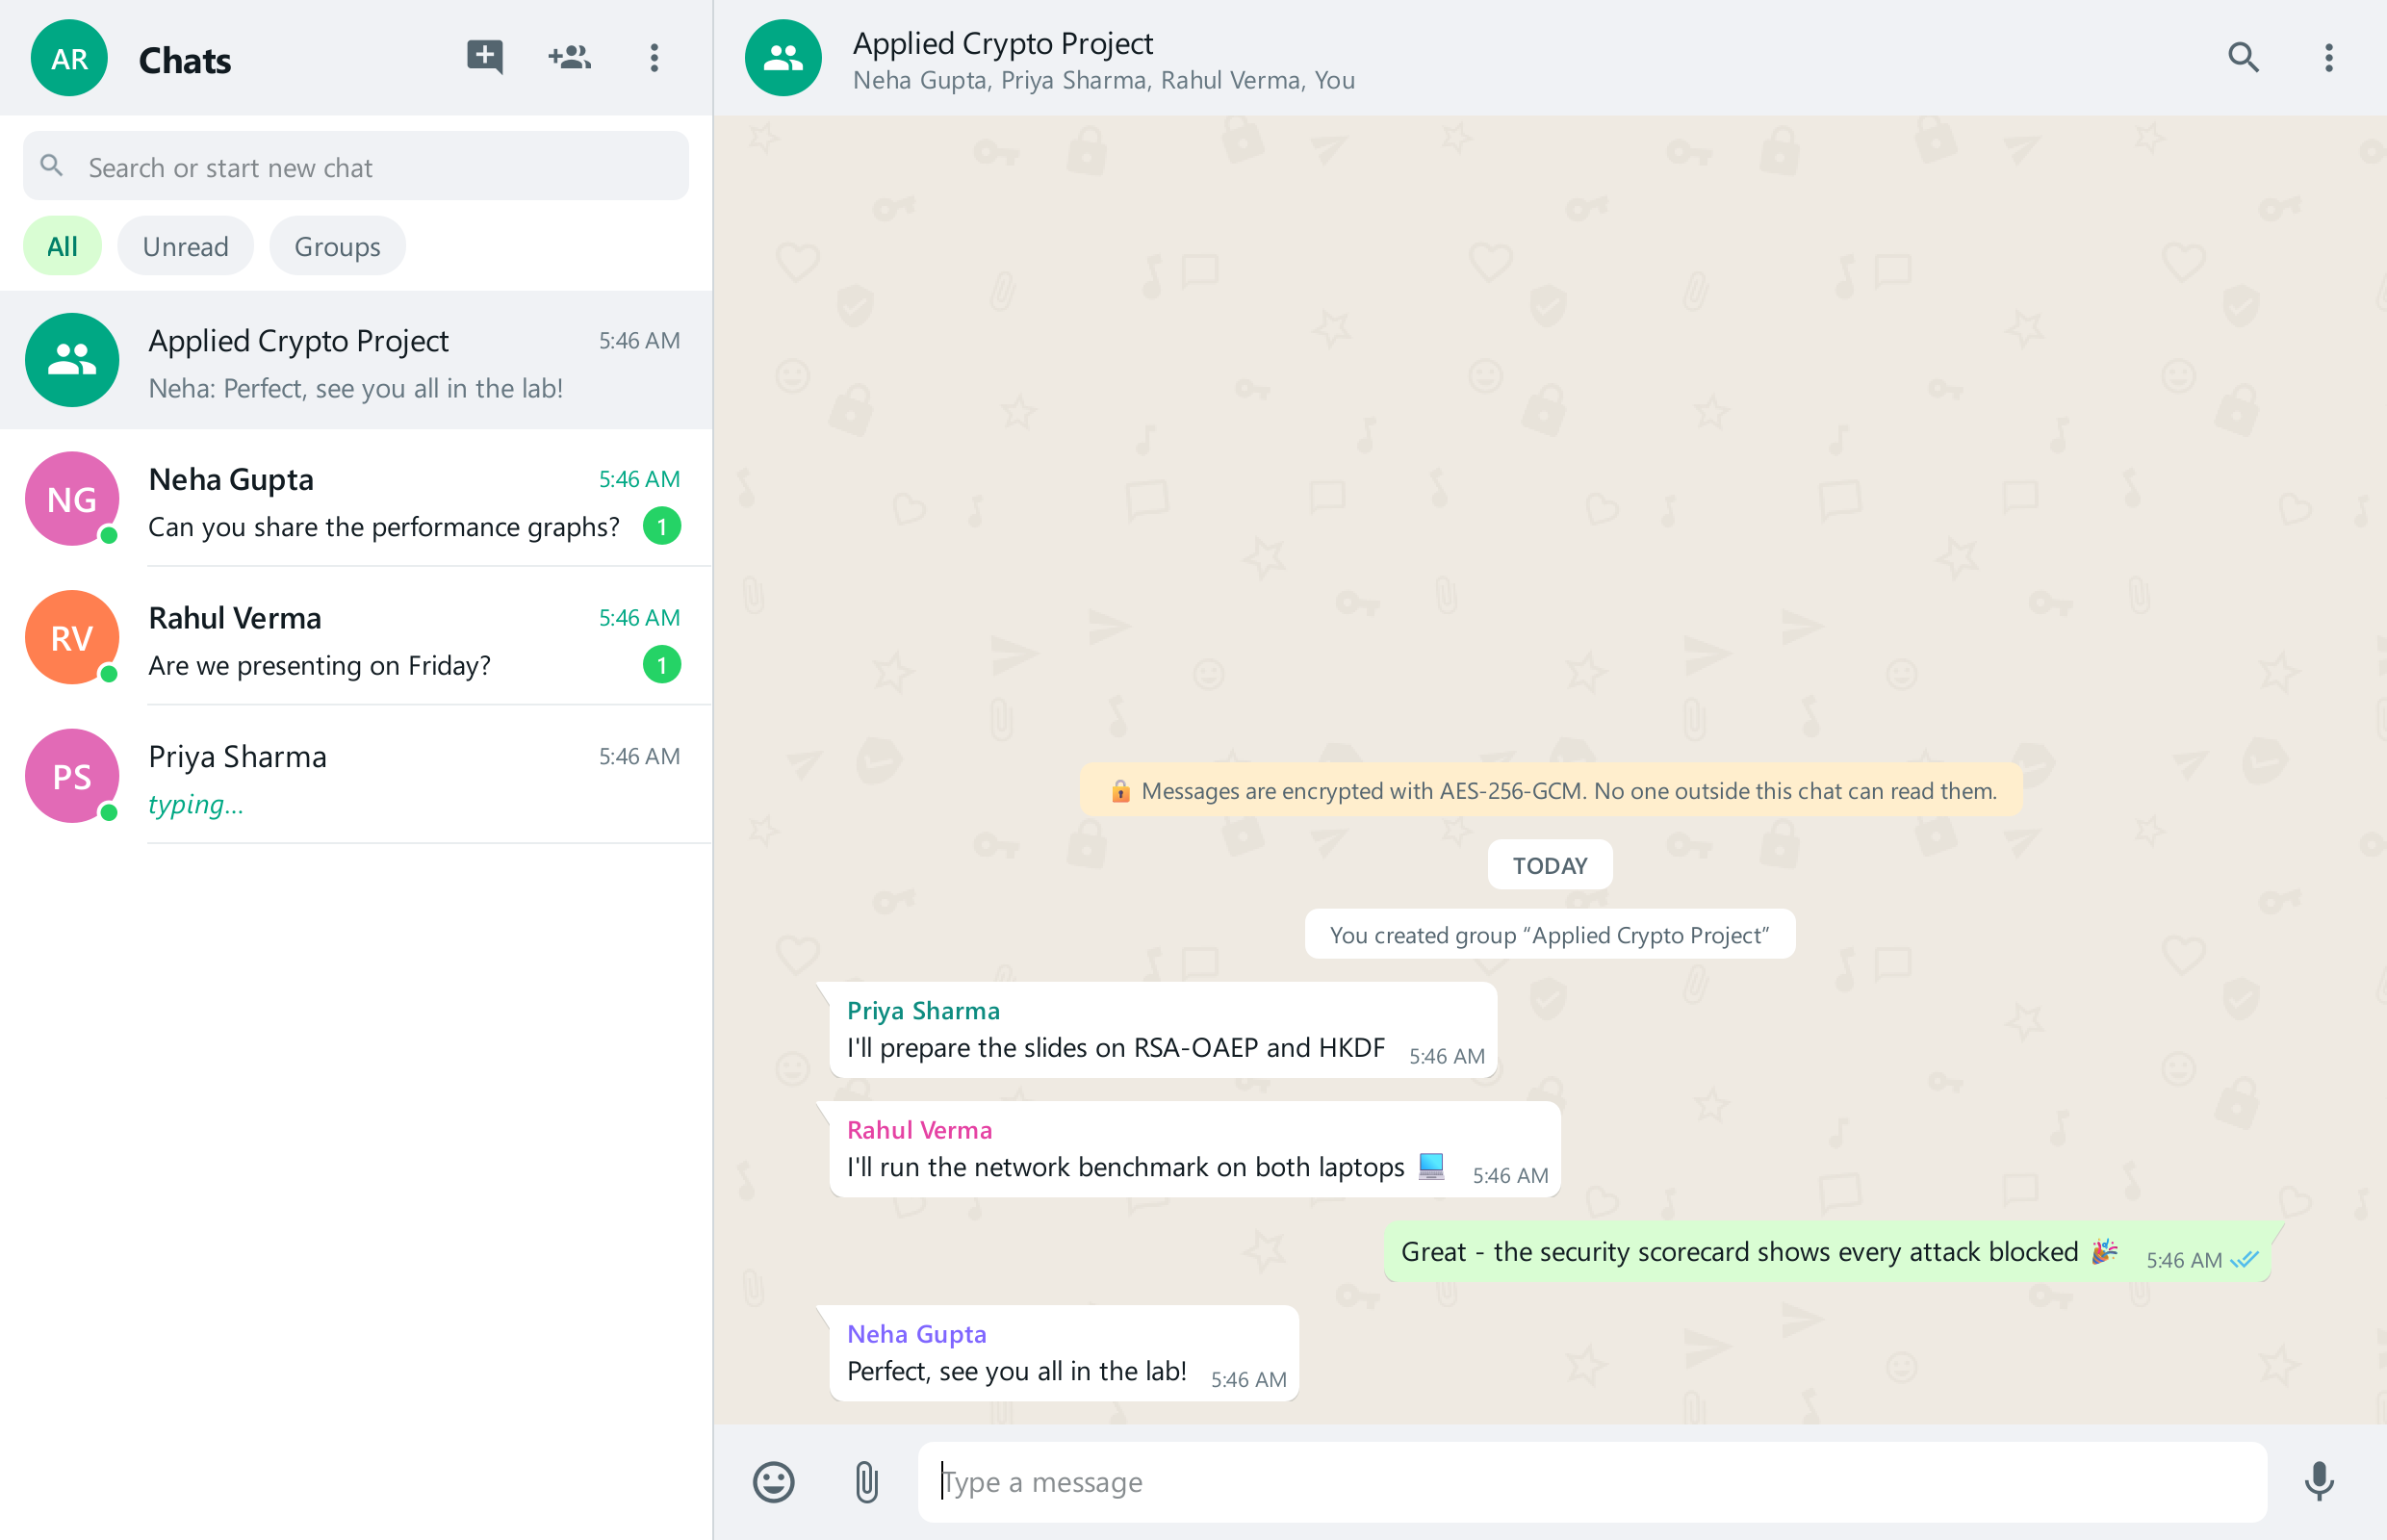 AR
Chats
Search or start new chat
All
Unread
Groups
Applied Crypto Project
5:46 AM
Neha: Perfect, see you all in the lab!
NG
Neha Gupta
5:46 AM
Can you share the performance graphs?
1
RV
Rahul Verma
5:46 AM
Are we presenting on Friday?
1
PS
Priya Sharma
5:46 AM
typing...
Applied Crypto Project
Neha Gupta, Priya Sharma, Rahul Verma, You
🔒 Messages are encrypted with AES-256-GCM. No one outside this chat can read them.
TODAY
You created group “Applied Crypto Project”
Priya Sharma
I'll prepare the slides on RSA-OAEP and HKDF
5:46 AM
Rahul Verma
I'll run the network benchmark on both laptops 💻
5:46 AM
Great - the security scorecard shows every attack blocked 🎉
5:46 AM
Neha Gupta
Perfect, see you all in the lab!
5:46 AM
Type a message